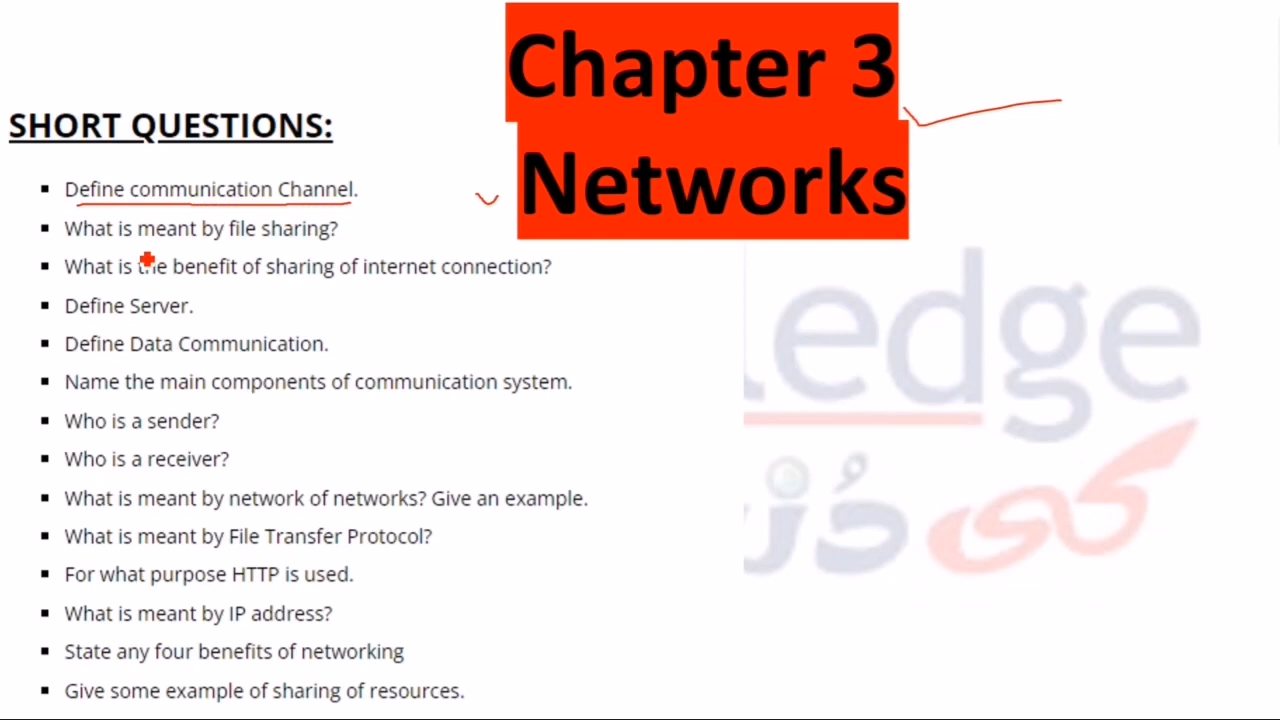 Chapter 3
Networks
SHORT QUESTIONS:
Define communication Channel.
What is meant by file sharing?
What is the benefit of sharing of internet connection?
Define Server.
Define Data Communication.
Name the main components of communication system.
Who is a sender?
Who is a receiver?
What is meant by network of networks? Give an example.
What is meant by File Transfer Protocol?
For what purpose HTTP is used.
What is meant by IP address?
State any four benefits of networking
Give some example of sharing of resources.
ledge
کی دُنیا